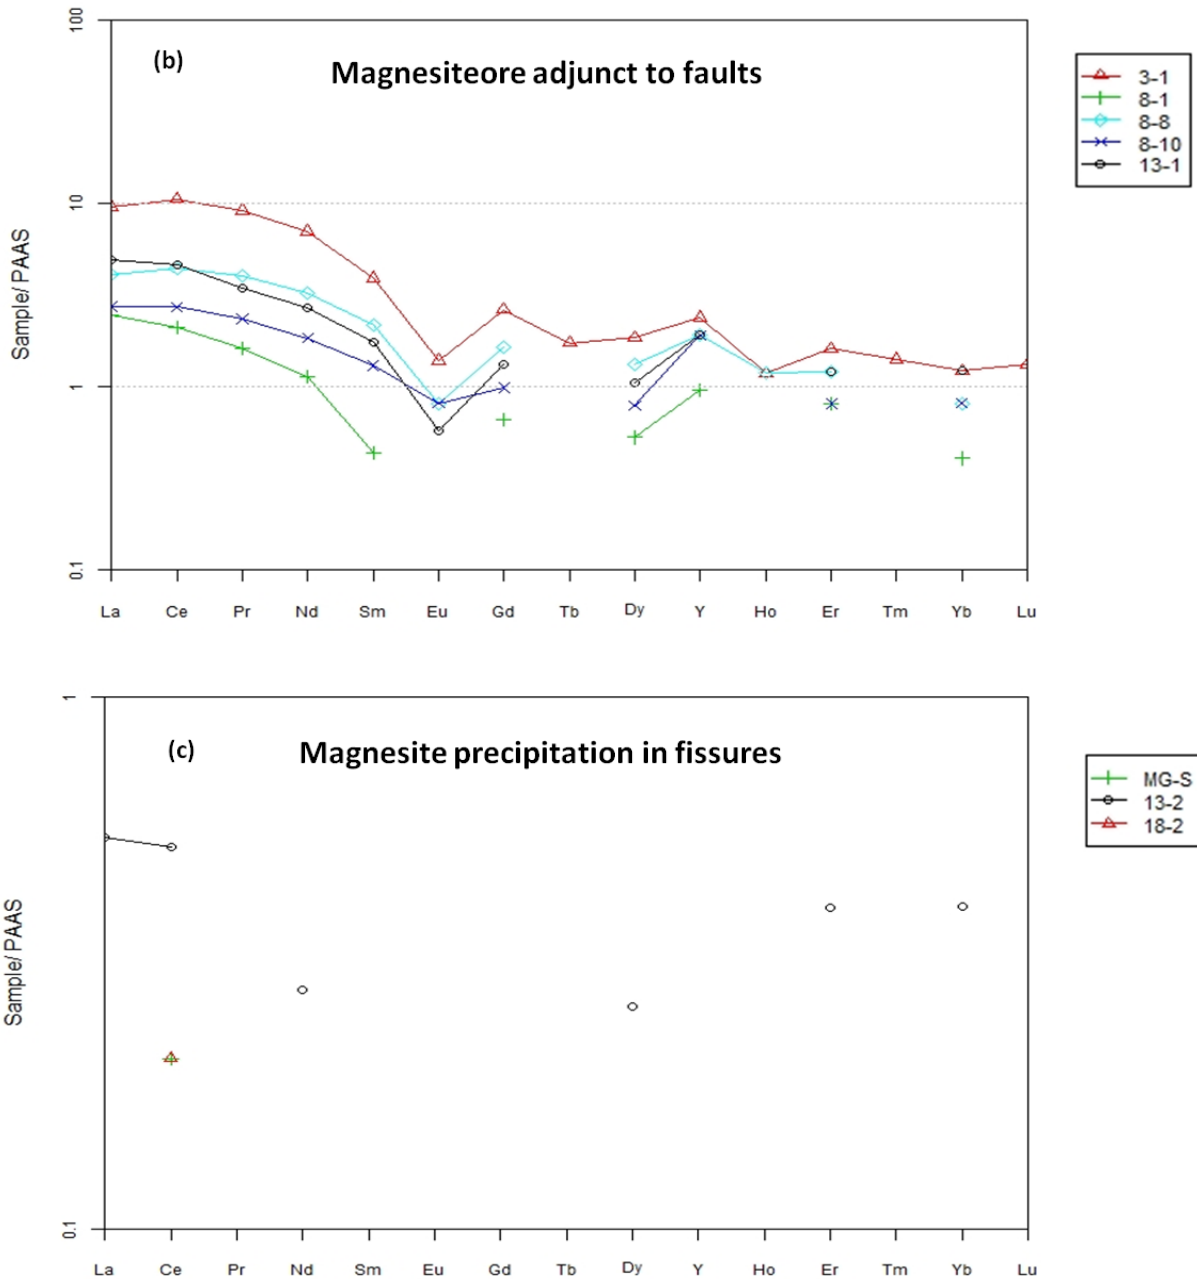 100
(b)
Magnesiteore adjunct to faults
3-1
8-1
8-8
8-10
13-1
10
Sample/ PAAS
1
0.1
La Ce Pr Nd Sm Eu Gd Tb Dy Y Ho Er Tm Yb Lu
1
(c)
Magnesite precipitation in fissures
MG-S
13-2
18-2
Sample/ PAAS
0.1
La Ce Pr Nd Sm Eu Gd Tb Dy Y Ho Er Tm Yb Lu